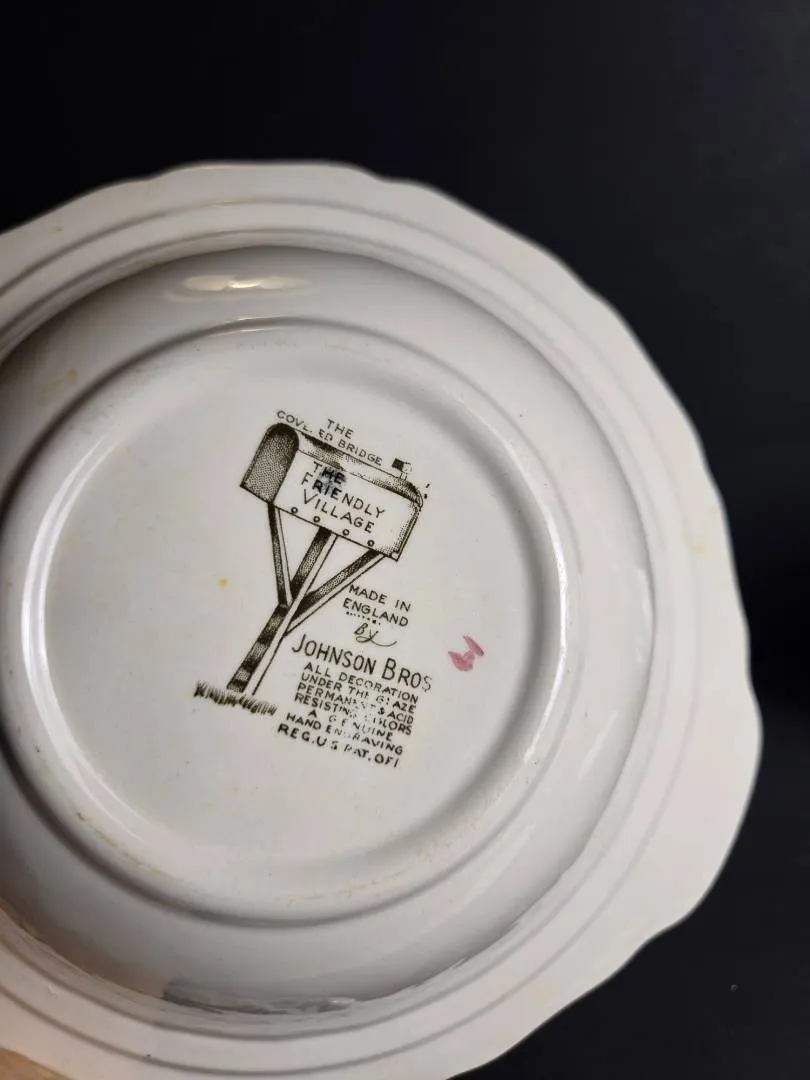 THE
COVERED BRIDGE
THE
FRIENDLY
VILLAGE
MADE IN
ENGLAND
By
JOHNSON BROS
ALL DECORATION
UNDER THE GLAZE
PERMANENT & ACID
RESISTING COLORS
A GENUINE
HAND ENGRAVING
REG. U S PAT. OFF